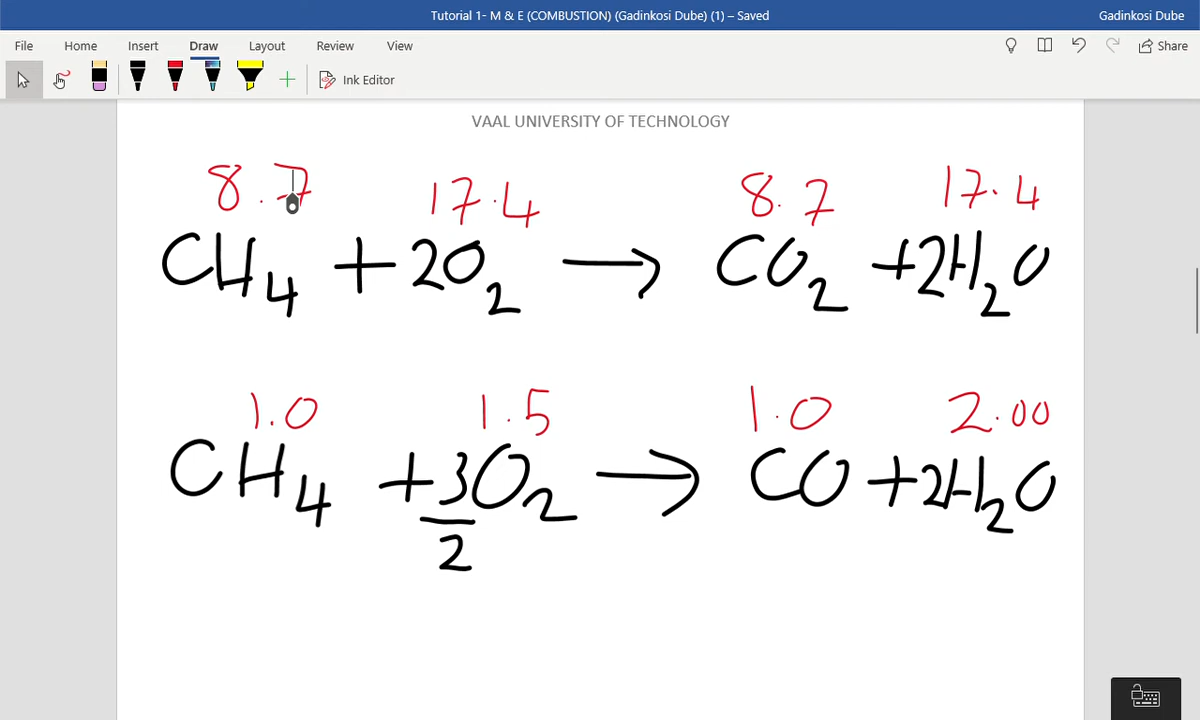 Tutorial 1- M & E (COMBUSTION) (Gadinkosi Dube) (1) – Saved
Gadinkosi Dube
File Home Insert Draw Layout Review View
Share
Ink Editor
VAAL UNIVERSITY OF TECHNOLOGY
8.7 17.4 8.7 17.4
CH4 + 2O2 → CO2 + 2H2O
1.0 1.5 1.0 2.00
CH4 + 3/2 O2 → CO + 2H2O